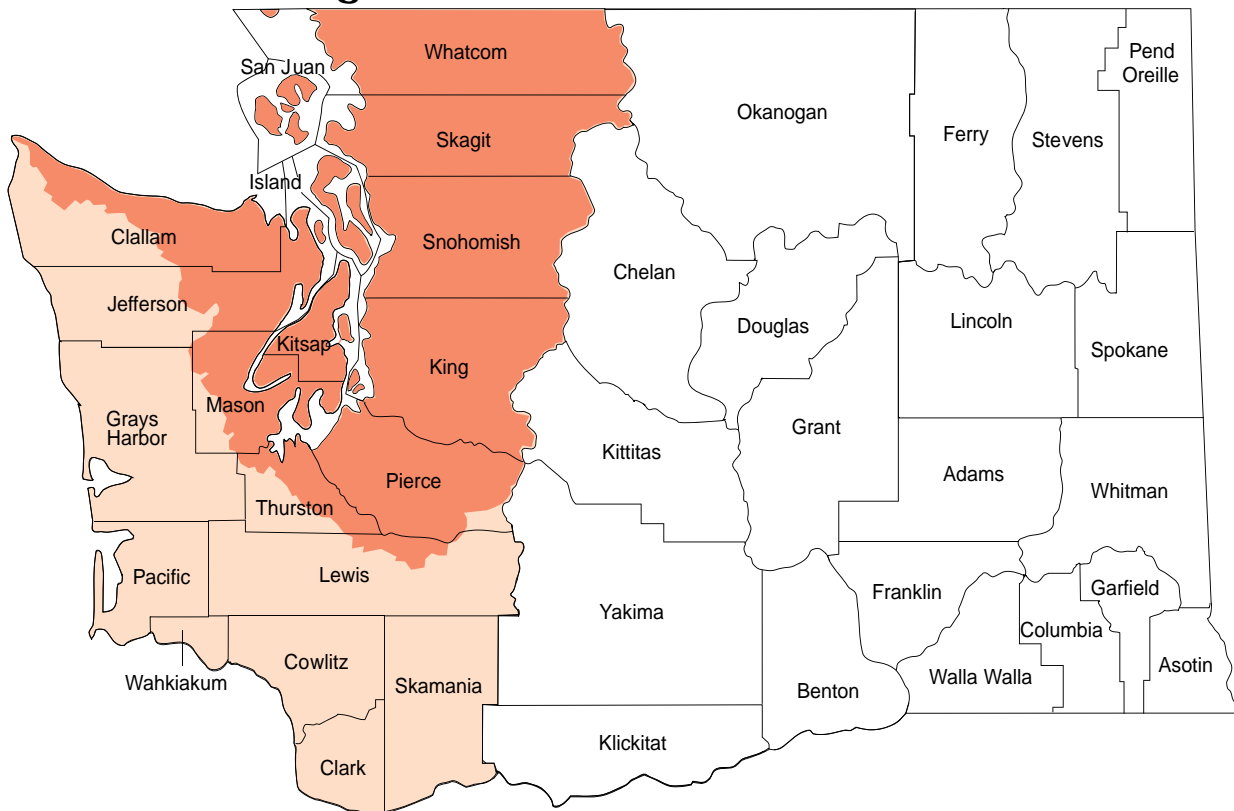 Whatcom
San Juan
Pend
Oreille
Okanogan
Ferry
Stevens
Skagit
Island
Clallam
Snohomish
Chelan
Jefferson
Douglas
Lincoln
Kitsap
Spokane
King
Mason
Grays
Harbor
Grant
Kittitas
Adams
Pierce
Whitman
Thurston
Pacific
Lewis
Franklin
Garfield
Yakima
Columbia
Cowlitz
Wahkiakum
Skamania
Walla Walla
Asotin
Benton
Klickitat
Clark